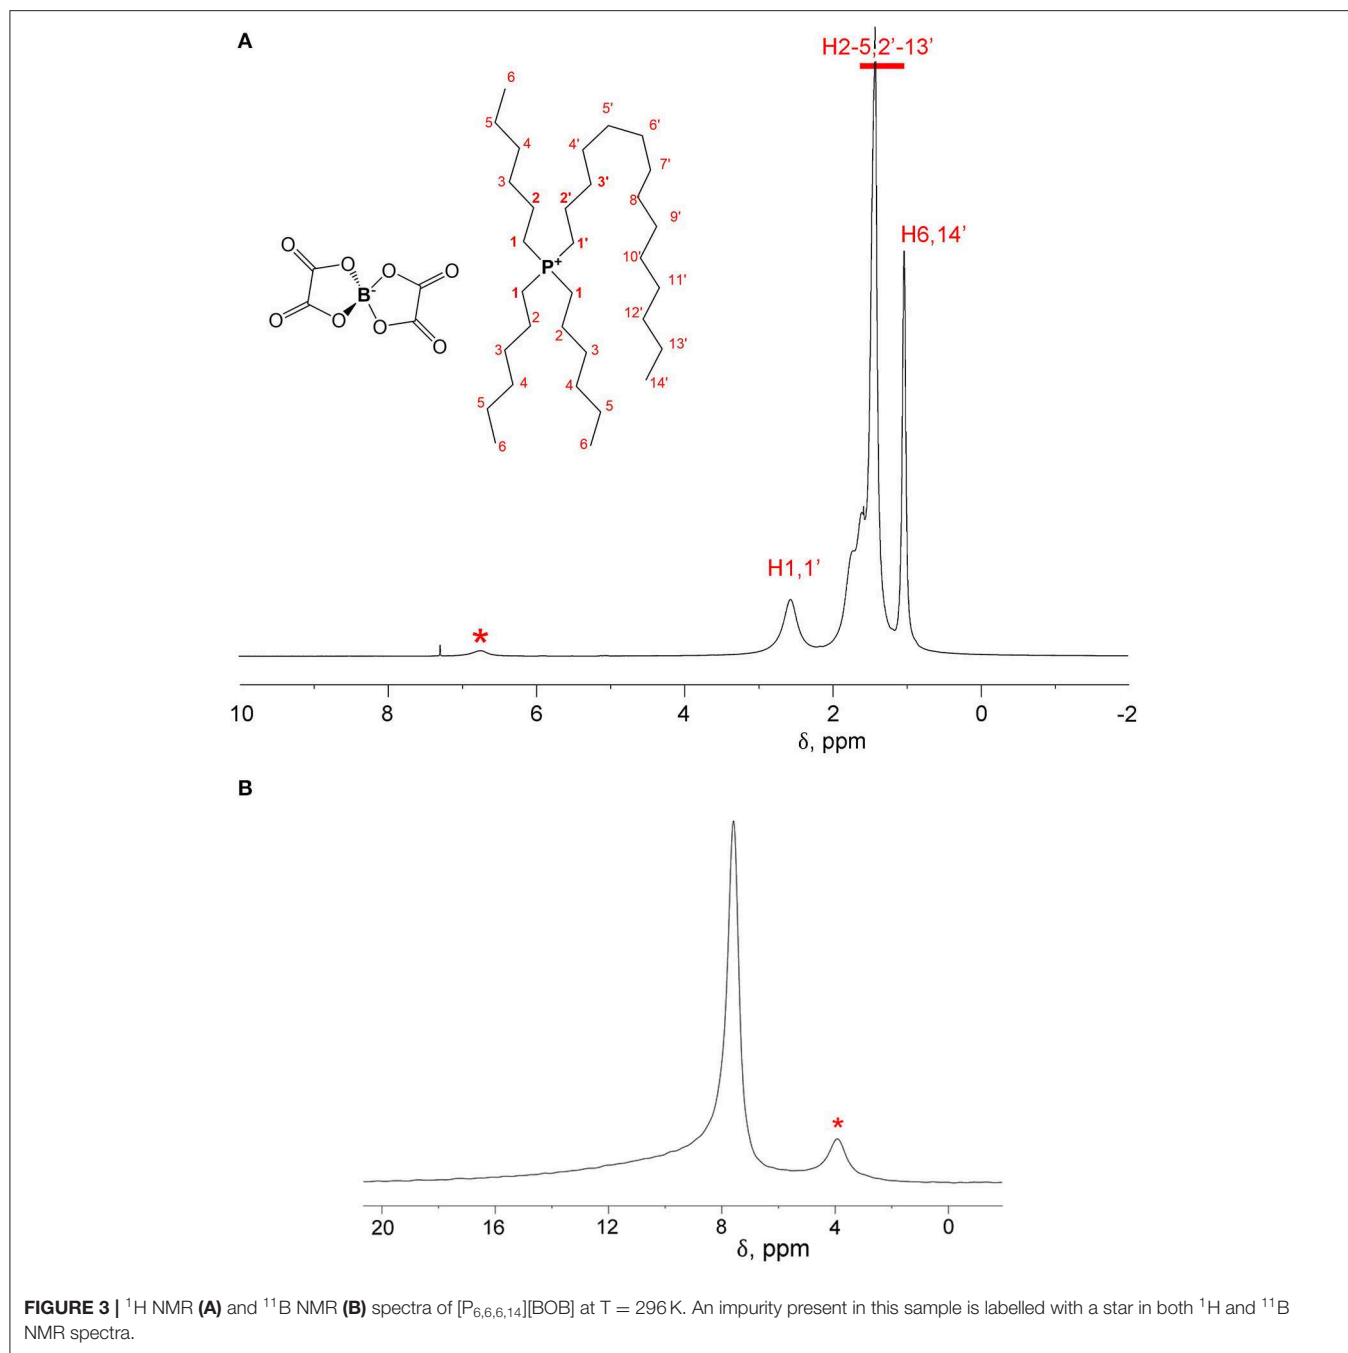 A
H2-5,2'-13'
6
5
4
3
2
1
5'
6'
4'
7'
3'
8
2'
9'
1'
10'
P+
11'
1
1
12'
2
2
13'
3
3
14'
4
4
5
5
6
6
O
O
O
O
B-
O
O
O
O
H6,14'
H1,1'
*
10 8 6 4 2 0 -2
δ, ppm
B
*
20 16 12 8 4 0
δ, ppm
FIGURE 3 | ¹H NMR (A) and ¹¹B NMR (B) spectra of [P₆,₆,₆,₁₄][BOB] at T = 296 K. An impurity present in this sample is labelled with a star in both ¹H and ¹¹B
NMR spectra.